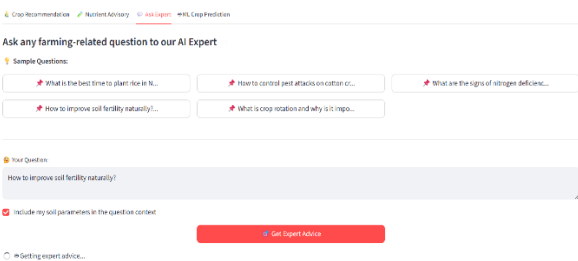 Crop Recommendation Nutrient Advisory Ask Expert ML Crop Prediction
Ask any farming-related question to our AI Expert
Sample Questions:
What is the best time to plant rice in N... How to control pest attacks on cotton cr... What are the signs of nitrogen deficienc...
How to improve soil fertility naturally?... What is crop rotation and why is it impo...
Your Question:
How to improve soil fertility naturally?
Include my soil parameters in the question context
Get Expert Advice
Getting expert advice...